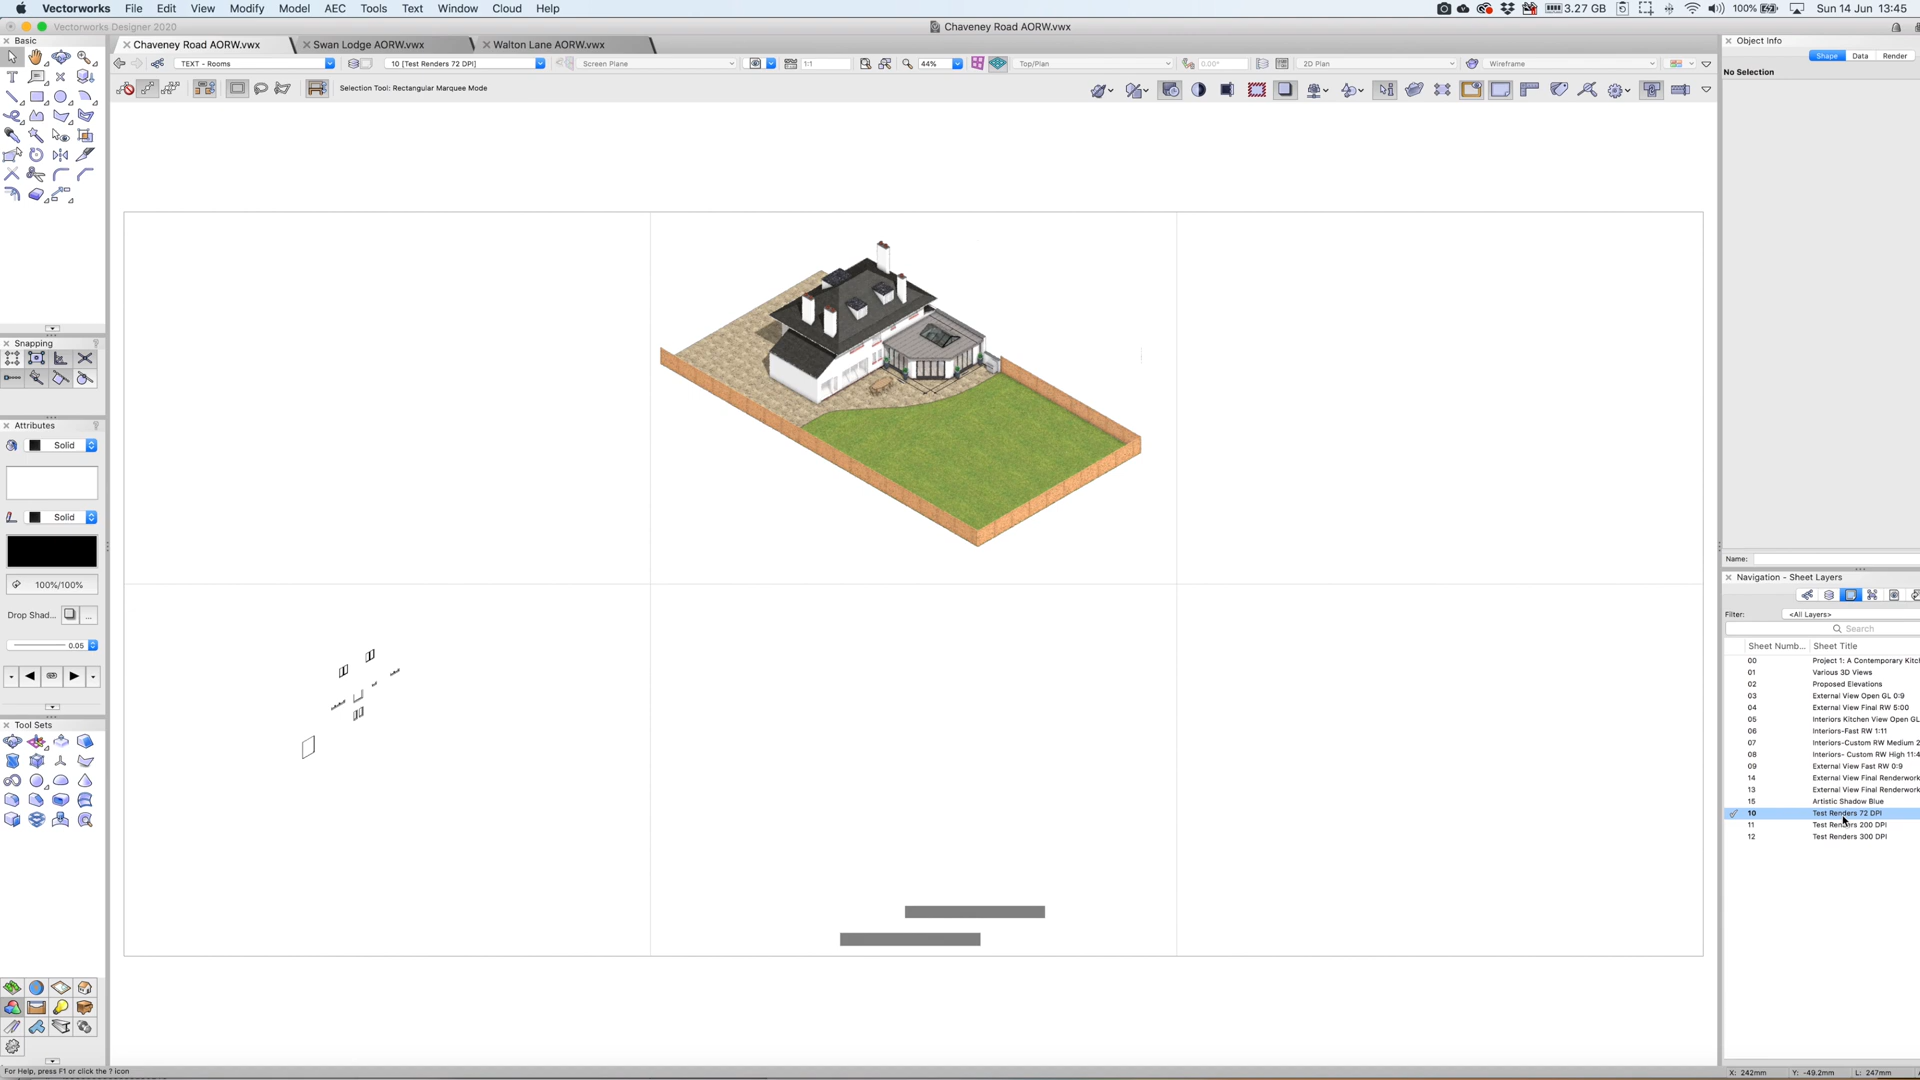 Vectorworks File Edit View Modify Model AEC Tools Text Window Cloud Help 3.27 GB 100% Sun 14 Jun 13:45
Vectorworks Designer 2020 Chaveney Road AORW.vwx
Basic Chaveney Road AORW.vwx Swan Lodge AORW.vwx Walton Lane AORW.vwx Object Info
TEXT - Rooms 10 [Test Renders 72 DPI] Screen Plane 1:1 44% Top/Plan 0.00° 2D Plan Wireframe Shape Data Render
No Selection
Selection Tool: Rectangular Marquee Mode
Snapping
Attributes
Solid
Solid
100%/100%
Drop Shad... ...
0.05
Tool Sets
Name:
Navigation - Sheet Layers
Filter: <All Layers>
Search
Sheet Numb... Sheet Title
00 Project 1: A Contemporary Kitch
01 Various 3D Views
02 Proposed Elevations
03 External View Open GL 0:9
04 External View Final RW 5:00
05 Interiors Kitchen View Open GL
06 Interiors-Fast RW 1:11
07 Interiors-Custom RW Medium 2
08 Interiors- Custom RW High 11:4
09 External View Fast RW 0:9
14 External View Final Renderwork
13 External View Final Renderwork
15 Artistic Shadow Blue
10 Test Renders 72 DPI
11 Test Renders 200 DPI
12 Test Renders 300 DPI
For Help, press F1 or click the ? icon X: 242mm Y: -49.2mm L: 247mm